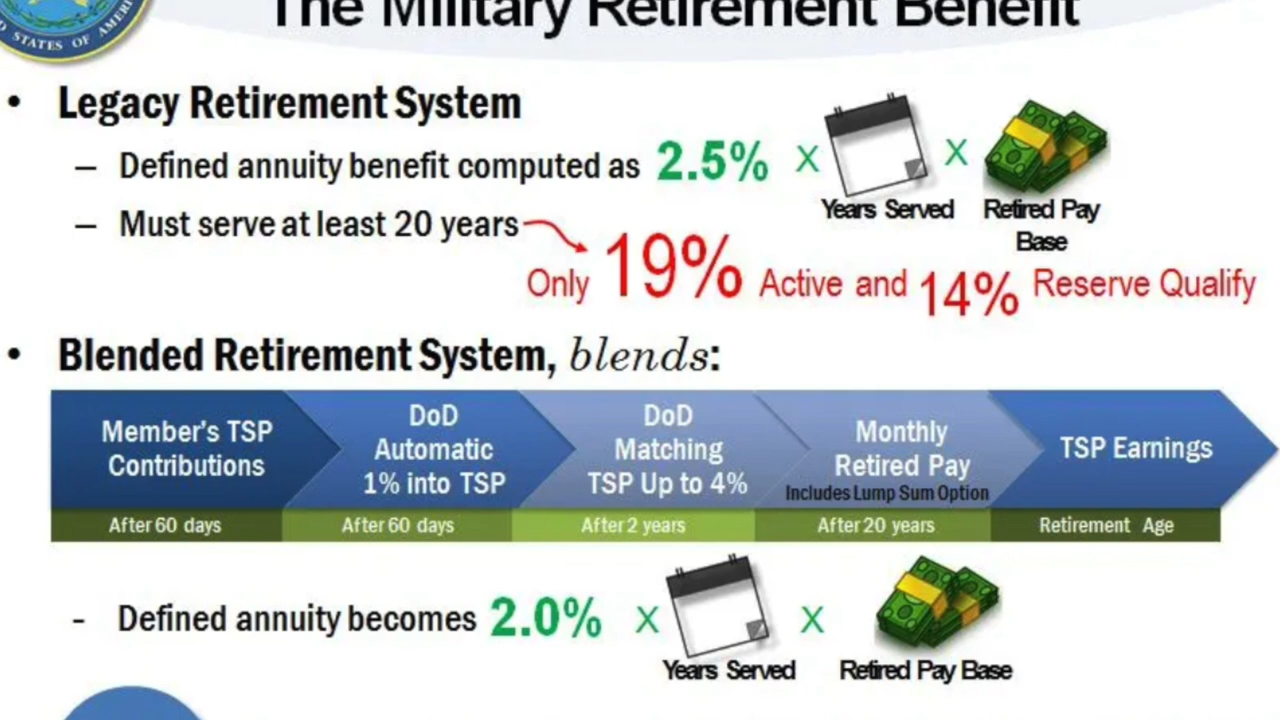 The Military Retirement Benefit
STATES OF AMER
• Legacy Retirement System
– Defined annuity benefit computed as 2.5% x x
Years Served Retired Pay
Base
– Must serve at least 20 years
Only 19% Active and 14% Reserve Qualify
• Blended Retirement System, blends:
Member's TSP
Contributions
After 60 days
DoD
Automatic
1% into TSP
After 60 days
DoD
Matching
TSP Up to 4%
After 2 years
Monthly
Retired Pay
Includes Lump Sum Option
After 20 years
TSP Earnings
Retirement Age
- Defined annuity becomes 2.0% x x
Years Served Retired Pay Base